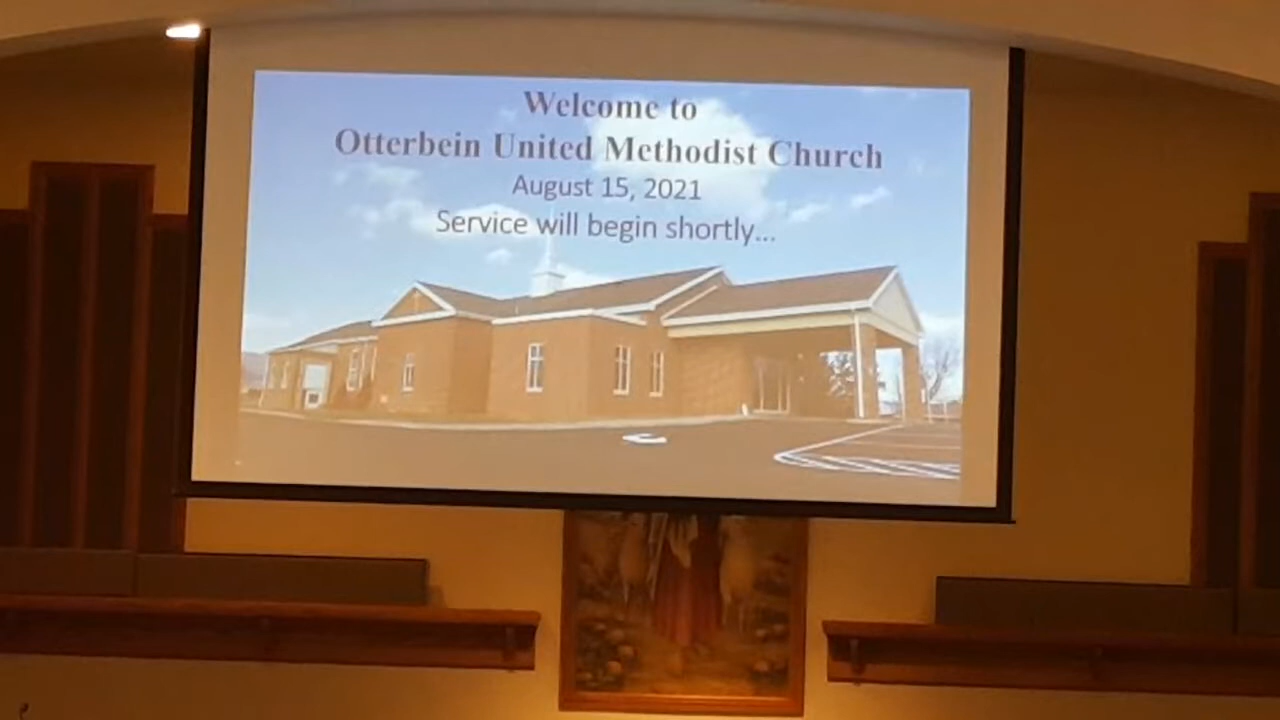 Welcome to
Otterbein United Methodist Church
August 15, 2021
Service will begin shortly...